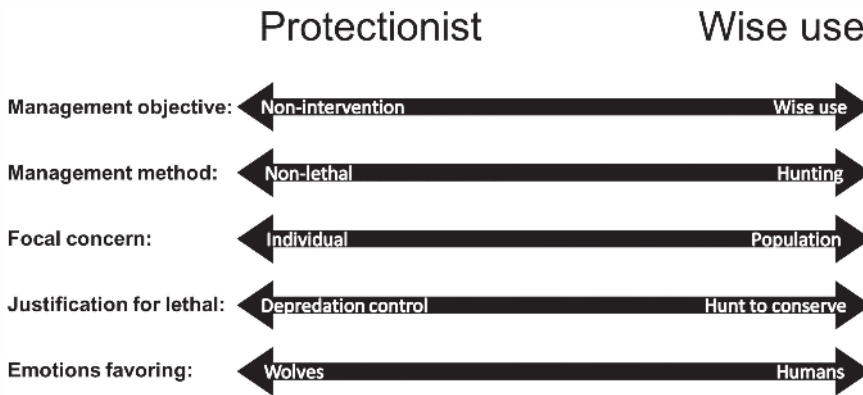 Protectionist Wise use
Management objective: Non-intervention Wise use
Management method: Non-lethal Hunting
Focal concern: Individual Population
Justification for lethal: Depredation control Hunt to conserve
Emotions favoring: Wolves Humans